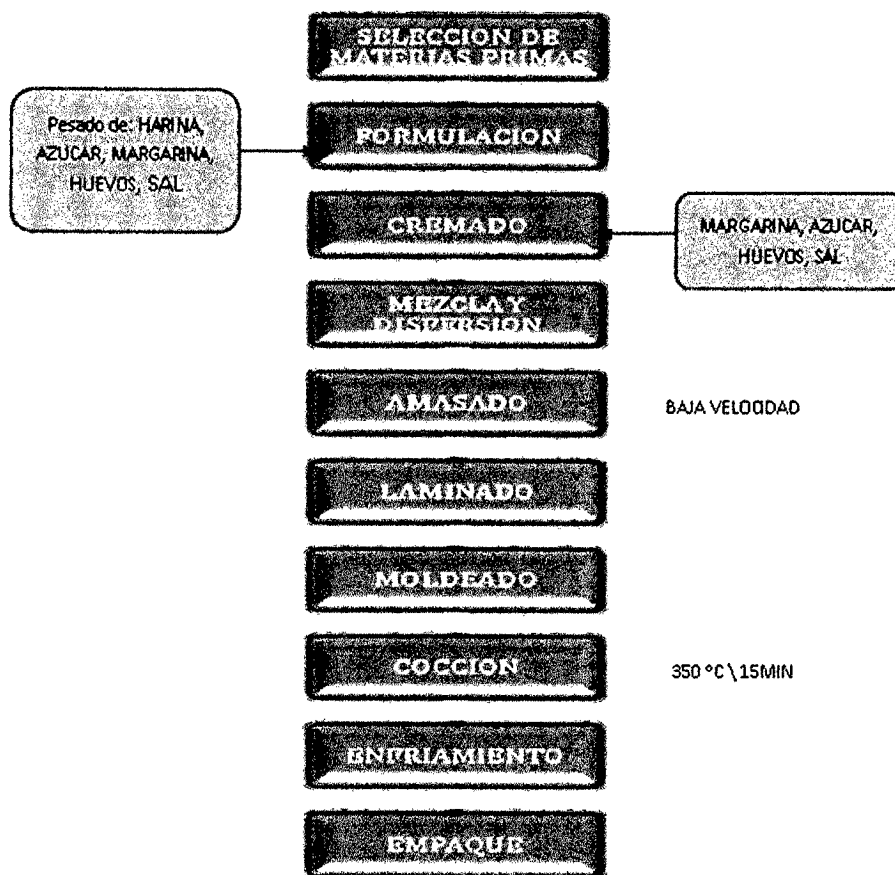 SELECCION DE
MATERIAS PRIMAS
Pesado de: HARINA,
AZUCAR, MARGARINA,
HUEVOS, SAL
FORMULACION
CREMADO
MARGARINA, AZUCAR,
HUEVOS, SAL
MEZCLA Y
DISPERSION
AMASADO
BAJA VELOCIDAD
LAMINADO
MOLDEADO
COCCION
350 °C \ 15MIN
ENFRIAMIENTO
EMPAQUE